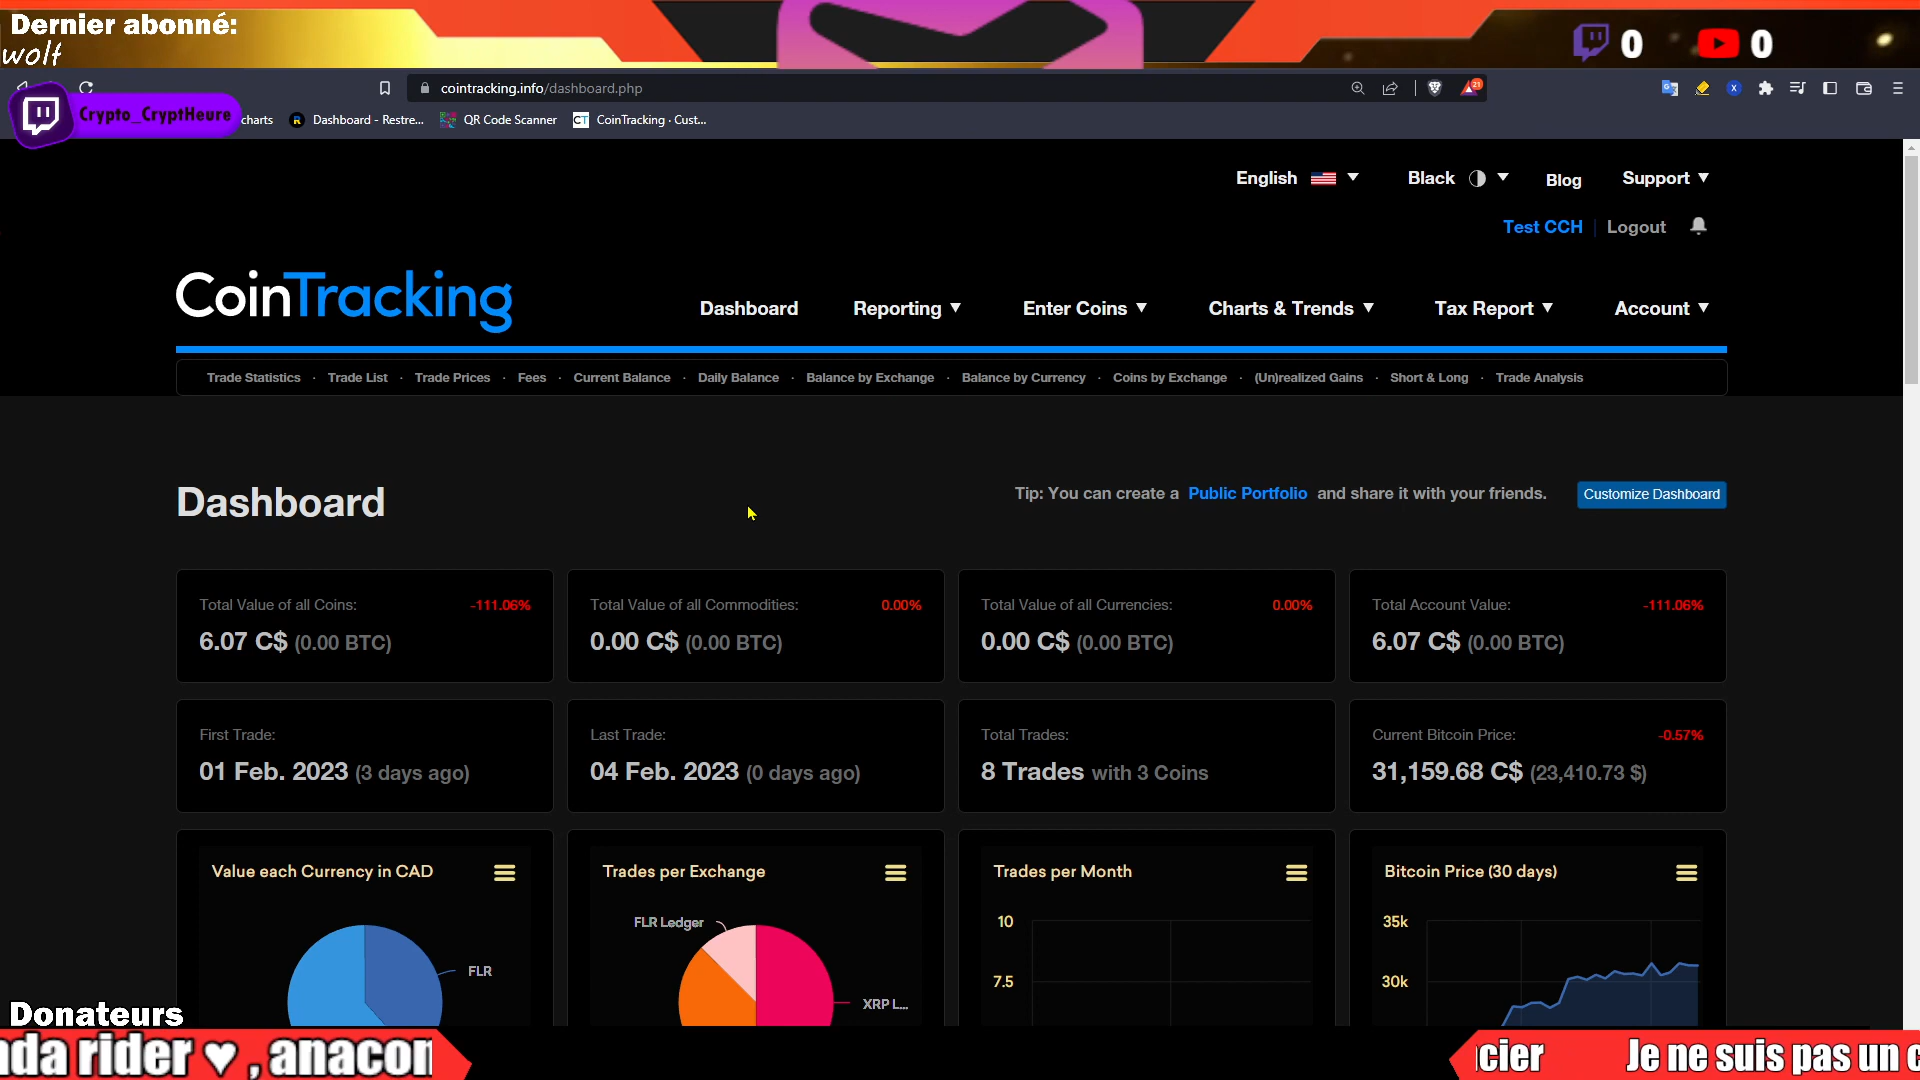 Dernier abonné:
wolf
0
0
cointracking.info/dashboard.php
21
Crypto_CryptHeure
charts
Dashboard - Restre...
QR Code Scanner
CT CoinTracking · Cust...
English
Black
Blog
Support
Test CCH
Logout
CoinTracking
Dashboard
Reporting
Enter Coins
Charts & Trends
Tax Report
Account
Trade Statistics · Trade List · Trade Prices · Fees · Current Balance · Daily Balance · Balance by Exchange · Balance by Currency · Coins by Exchange · (Un)realized Gains · Short & Long · Trade Analysis
Dashboard
Tip: You can create a Public Portfolio and share it with your friends.
Customize Dashboard
Total Value of all Coins: -111.06%
6.07 C$ (0.00 BTC)
Total Value of all Commodities: 0.00%
0.00 C$ (0.00 BTC)
Total Value of all Currencies: 0.00%
0.00 C$ (0.00 BTC)
Total Account Value: -111.06%
6.07 C$ (0.00 BTC)
First Trade:
01 Feb. 2023 (3 days ago)
Last Trade:
04 Feb. 2023 (0 days ago)
Total Trades:
8 Trades with 3 Coins
Current Bitcoin Price: -0.57%
31,159.68 C$ (23,410.73 $)
Value each Currency in CAD
FLR
Trades per Exchange
FLR Ledger
XRP L...
Trades per Month
10
7.5
Bitcoin Price (30 days)
35k
30k
Donateurs
nda rider ♥ , anacon
cier
Je ne suis pas un c